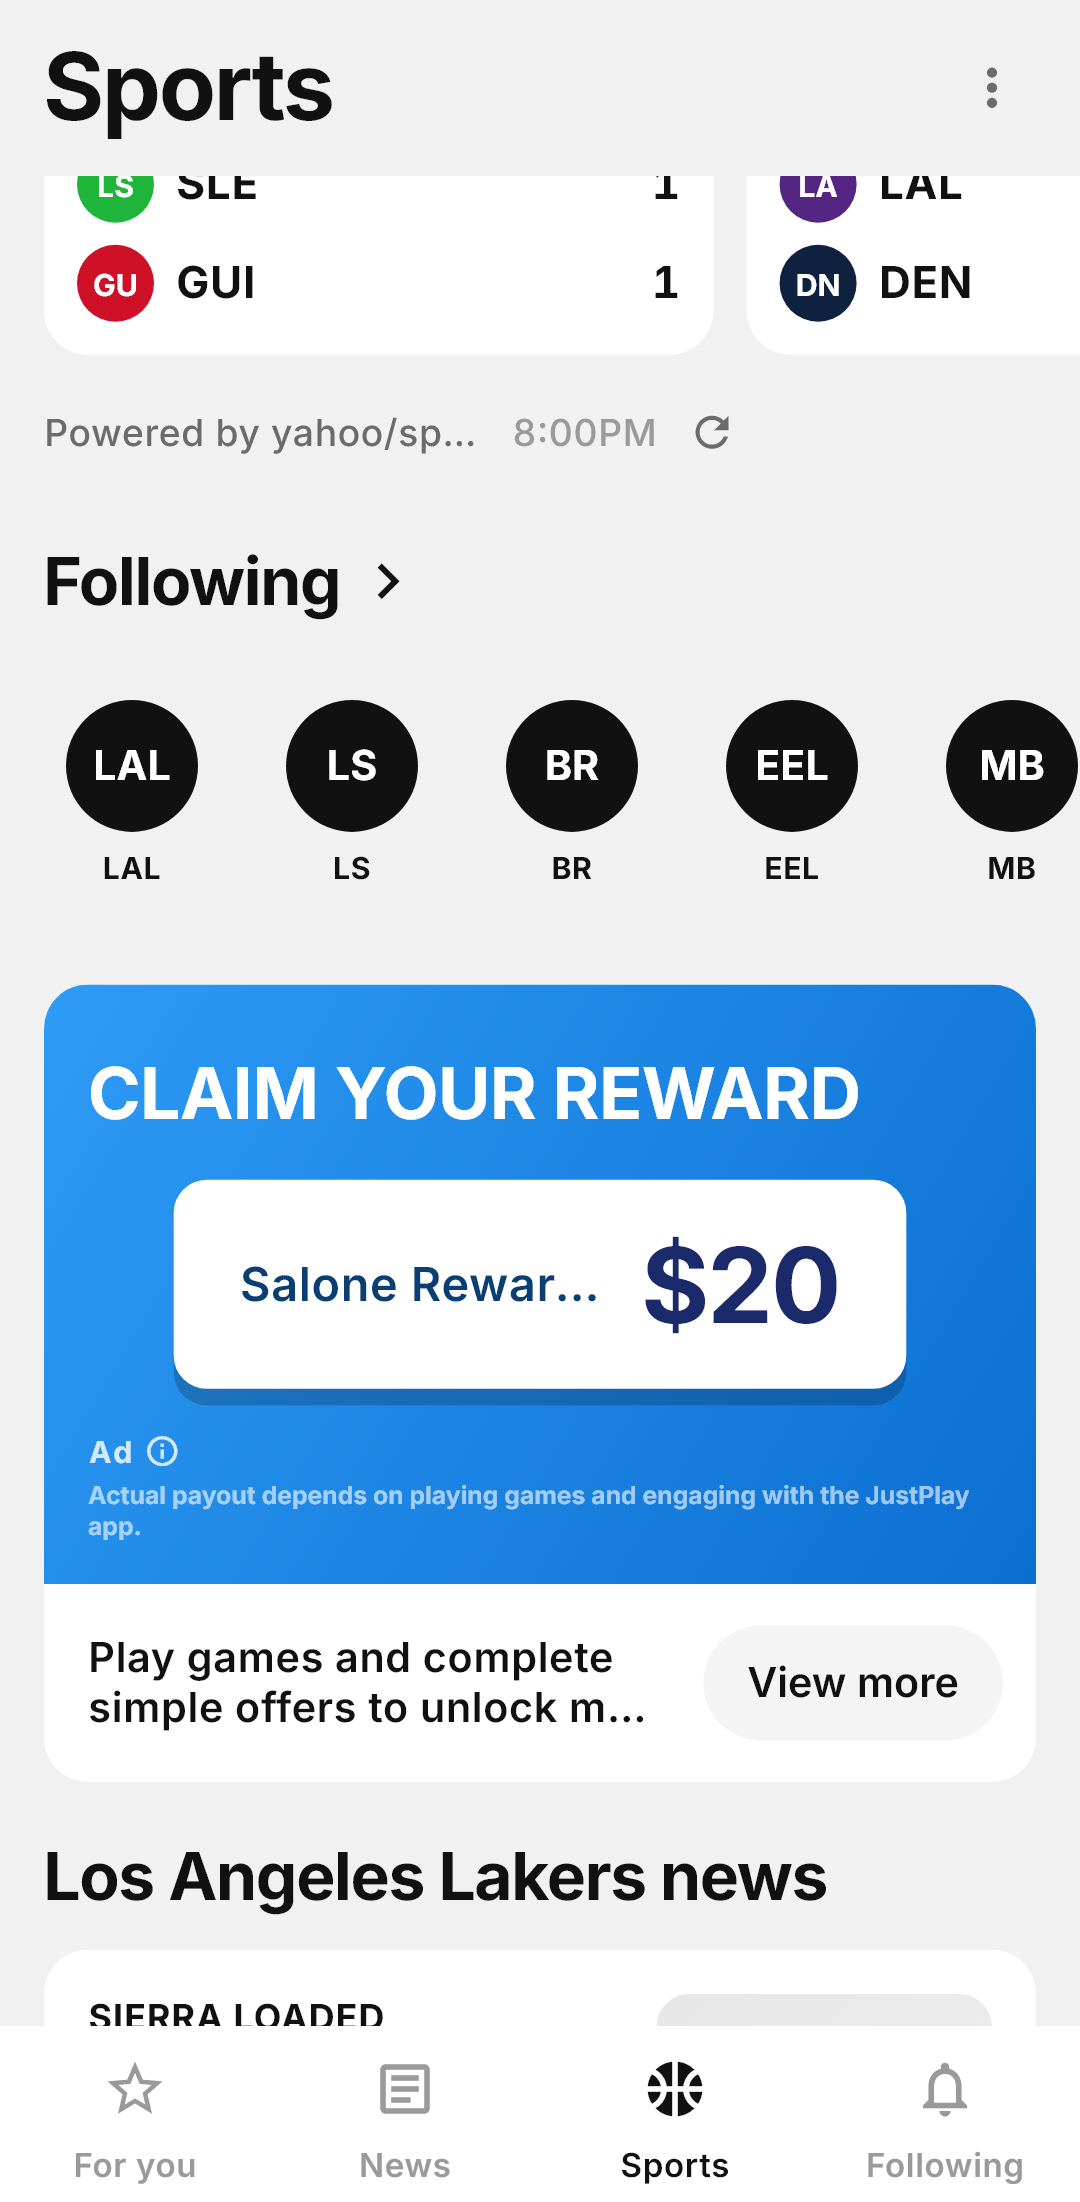 Sports
LS SLE 1
LA LAL
GU GUI 1
DN DEN
Powered by yahoo/sp... 8:00PM
Following
LAL LS BR EEL MB
LAL LS BR EEL MB
CLAIM YOUR REWARD
Salone Rewar... $20
Ad
Actual payout depends on playing games and engaging with the JustPlay
app.
Play games and complete
simple offers to unlock m...
View more
Los Angeles Lakers news
SIERRA LOADED
For you News Sports Following